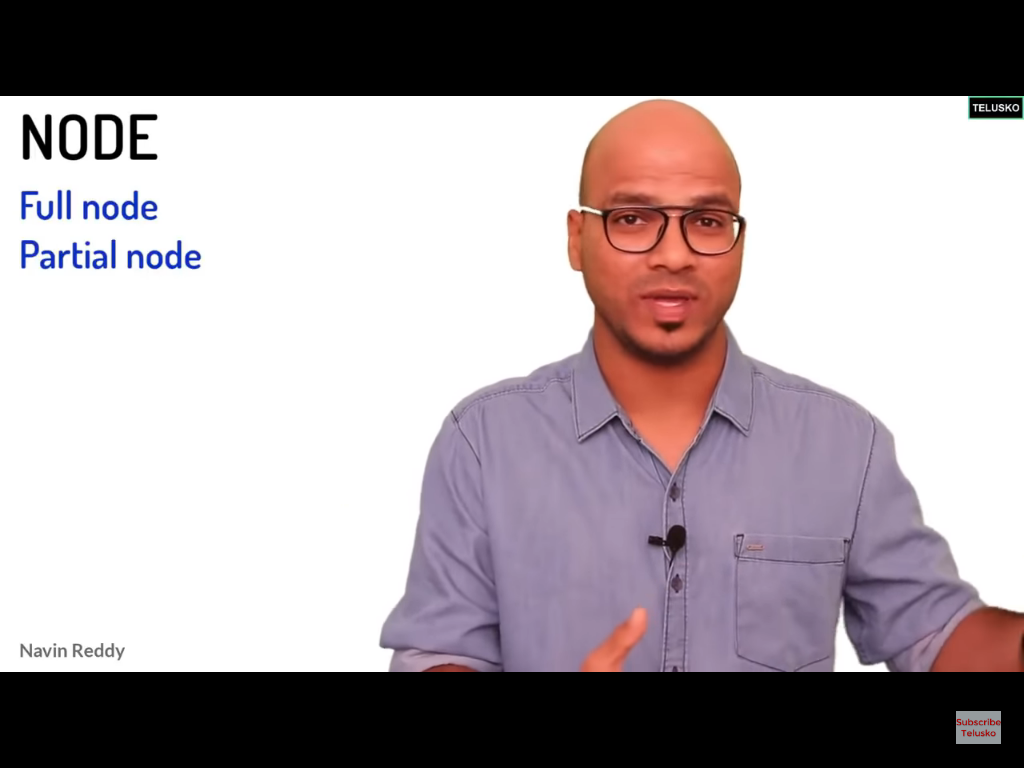 TELUSKO
NODE
Full node
Partial node
Navin Reddy
Subscribe
Telusko